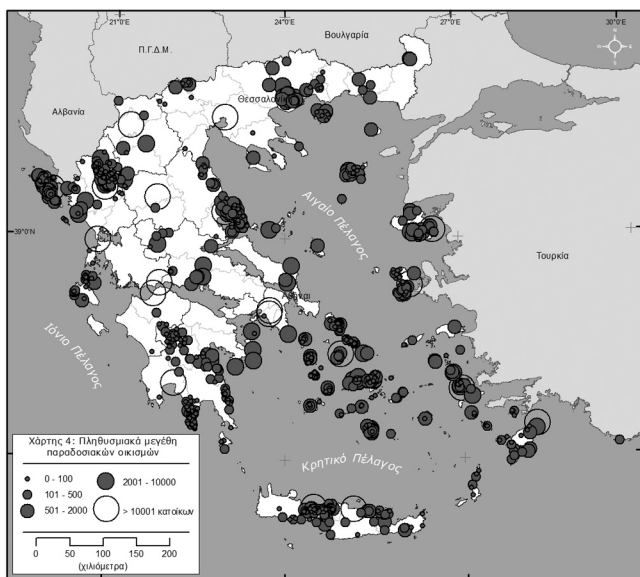 21°0'E 24°0'E 27°0'E 30°0'E
Βουλγαρία
Π.Γ.Δ.Μ.
Θεσσαλονίκη
Αλβανία
Αιγαίο Πέλαγος
39°0'N
Τουρκία
Αθήναι
Ιόνιο Πέλαγος
Κρητικό Πέλαγος
Χάρτης 4: Πληθυσμιακά μεγέθη
παραδοσιακών οικισμών
0 - 100 2001 - 10000
101 - 500
501 - 2000 > 10001 κατοίκων
0 50 100 150 200
(χιλιόμετρα)